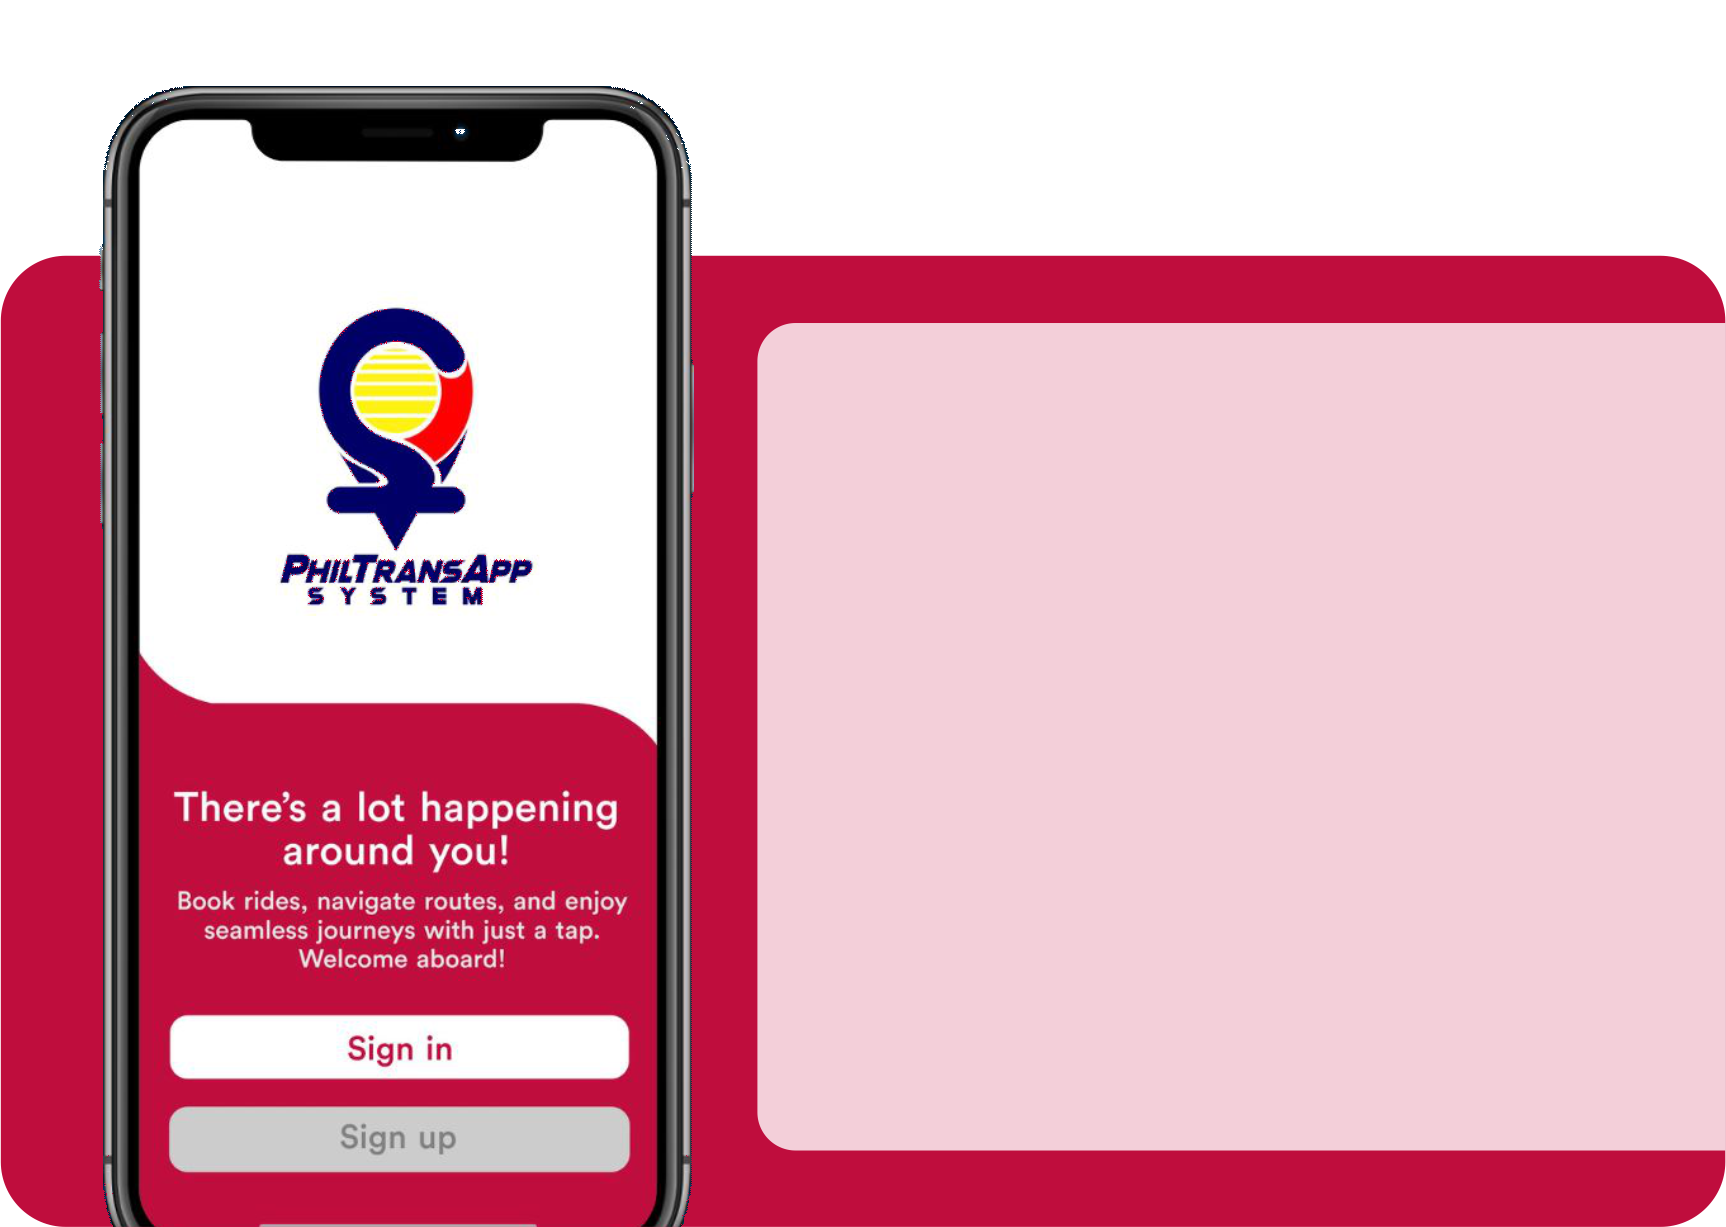 PHILTRANSAPP
SYSTEM
There’s a lot happening
around you!
Book rides, navigate routes, and enjoy
seamless journeys with just a tap.
Welcome aboard!
Sign in
Sign up